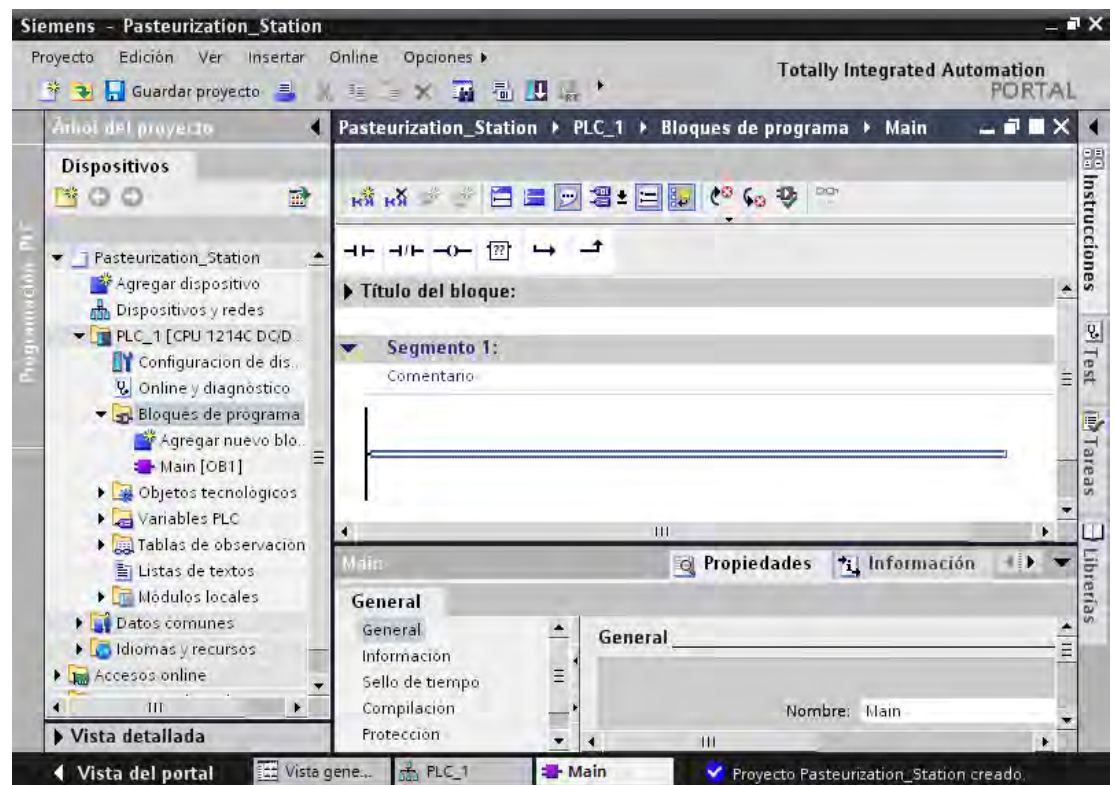 Siemens - Pasteurization_Station
Proyecto Edición Ver Insertar Online Opciones
Guardar proyecto
Totally Integrated Automation
PORTAL
Árbol del proyecto
Pasteurization_Station PLC_1 Bloques de programa Main
Dispositivos
Programación PLC
Pasteurization_Station
Agregar dispositivo
Dispositivos y redes
PLC_1 [CPU 1214C DC/D...
Configuración de dis...
Online y diagnóstico
Bloques de programa
Agregar nuevo blo...
Main [OB1]
Objetos tecnológicos
Variables PLC
Tablas de observación
Listas de textos
Módulos locales
Datos comunes
Idiomas y recursos
Accesos online
Vista detallada
??
Título del bloque:
Segmento 1:
Comentario
Main
Propiedades
Información
General
General
Información
Sello de tiempo
Compilación
Protección
General
Nombre: Main
Instrucciones
Test
Tareas
Librerías
Vista del portal
Vista gene...
PLC_1
Main
Proyecto Pasteurization_Station creado.